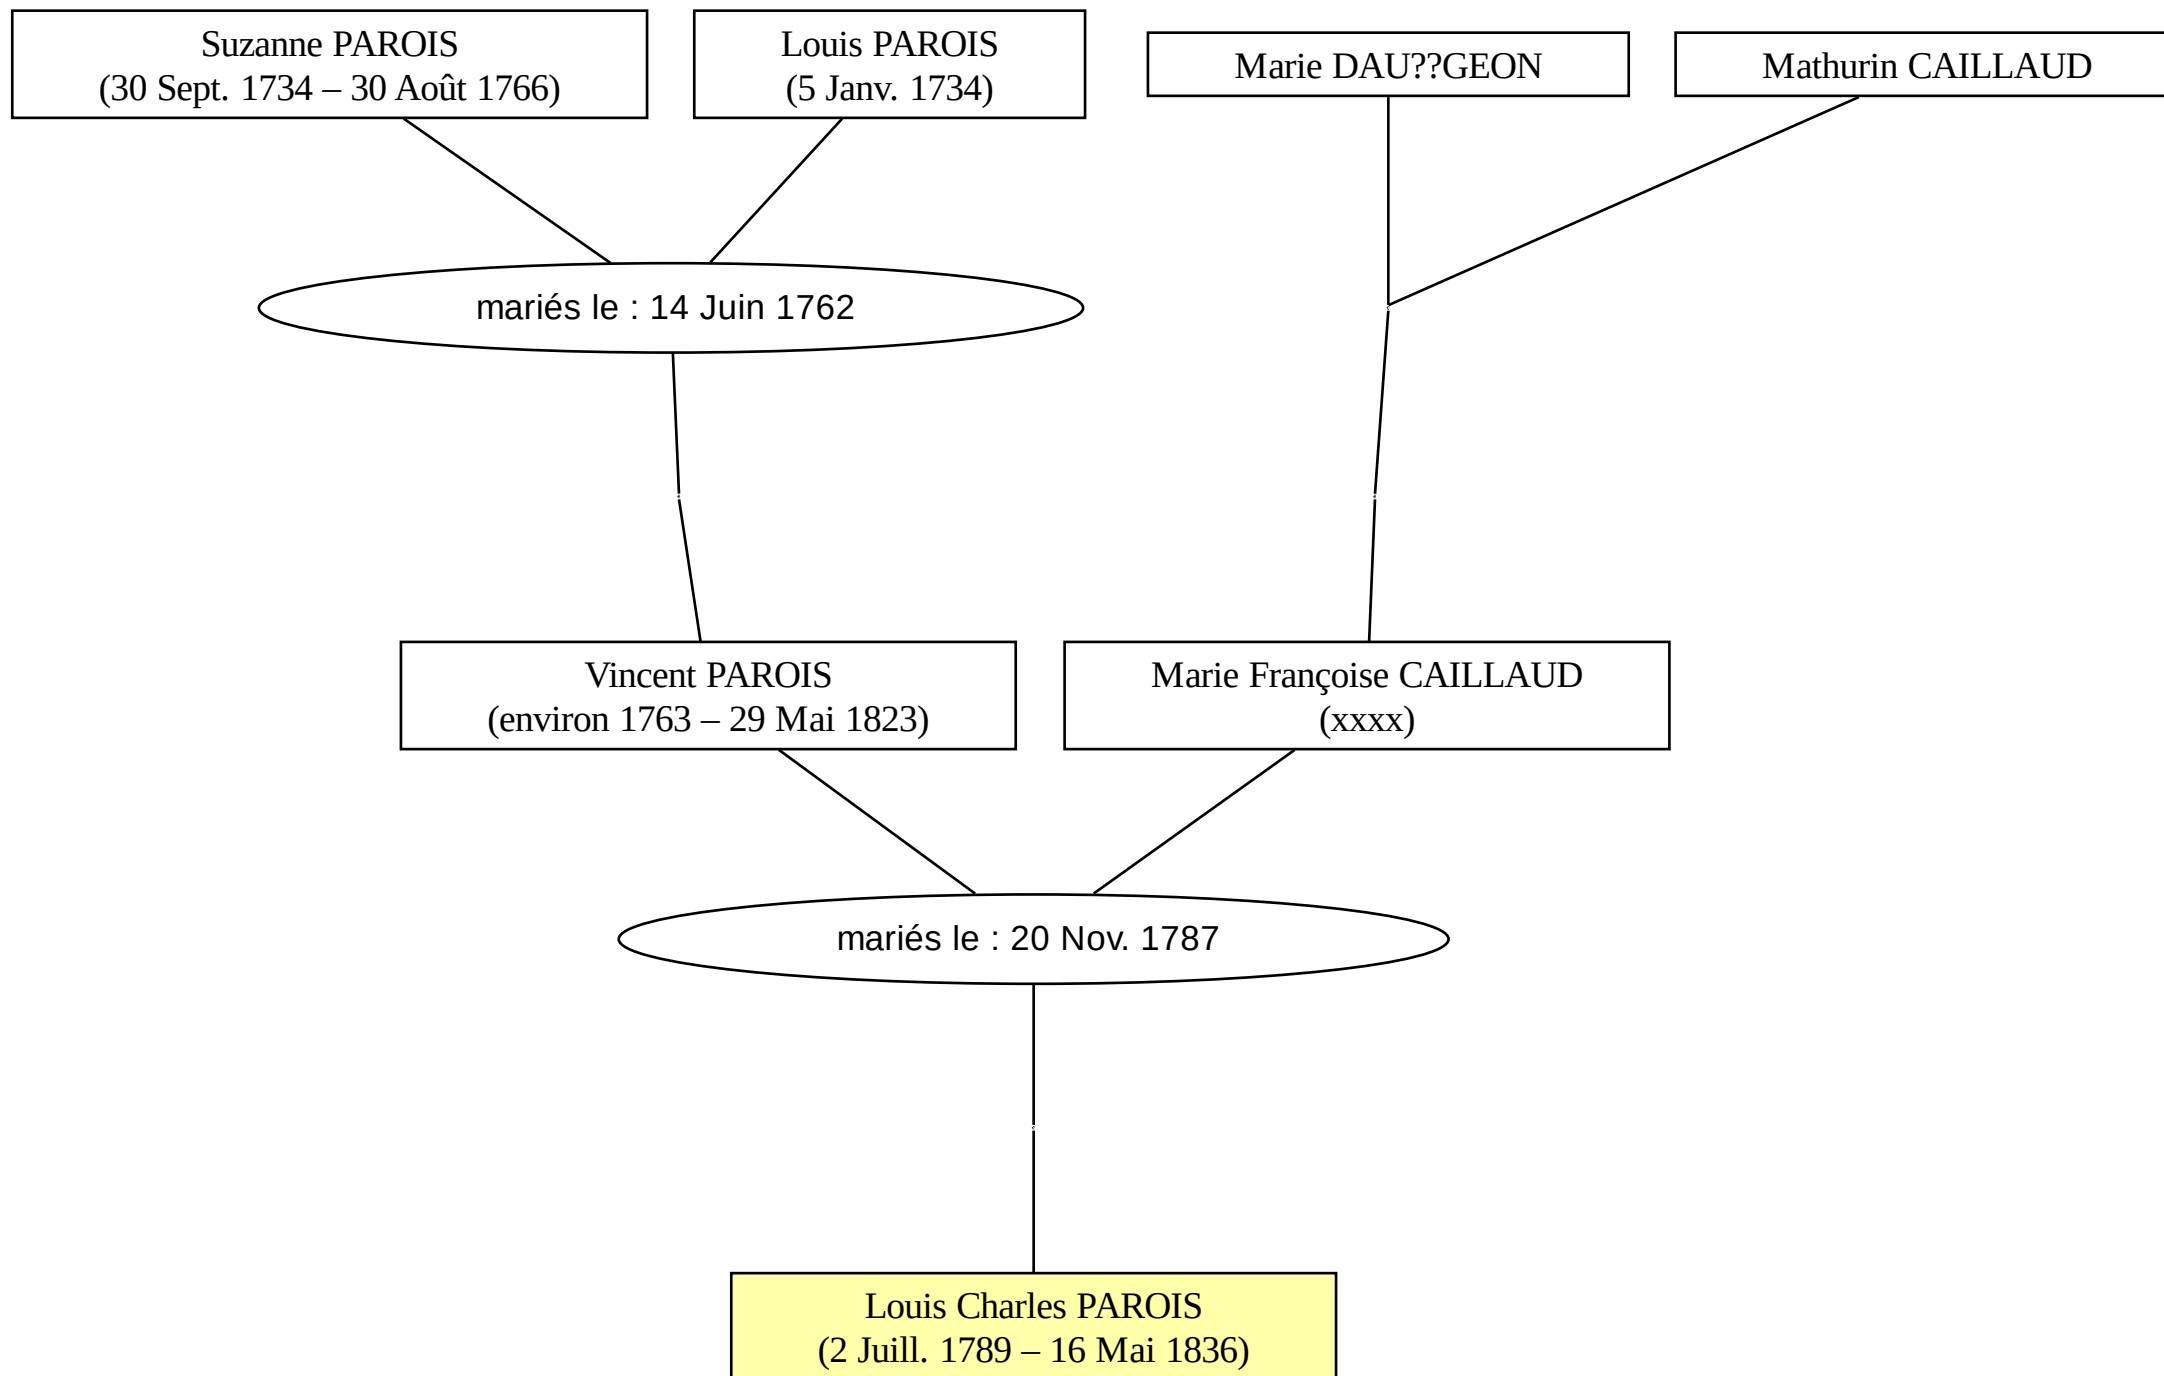 Suzanne PAROIS
(30 Sept. 1734 – 30 Août 1766)
Louis PAROIS
(5 Janv. 1734)
Marie DAU??GEON
Mathurin CAILLAUD
mariés le : 14 Juin 1762
Vincent PAROIS
(environ 1763 – 29 Mai 1823)
Marie Françoise CAILLAUD
(xxxx)
mariés le : 20 Nov. 1787
Louis Charles PAROIS
(2 Juill. 1789 – 16 Mai 1836)